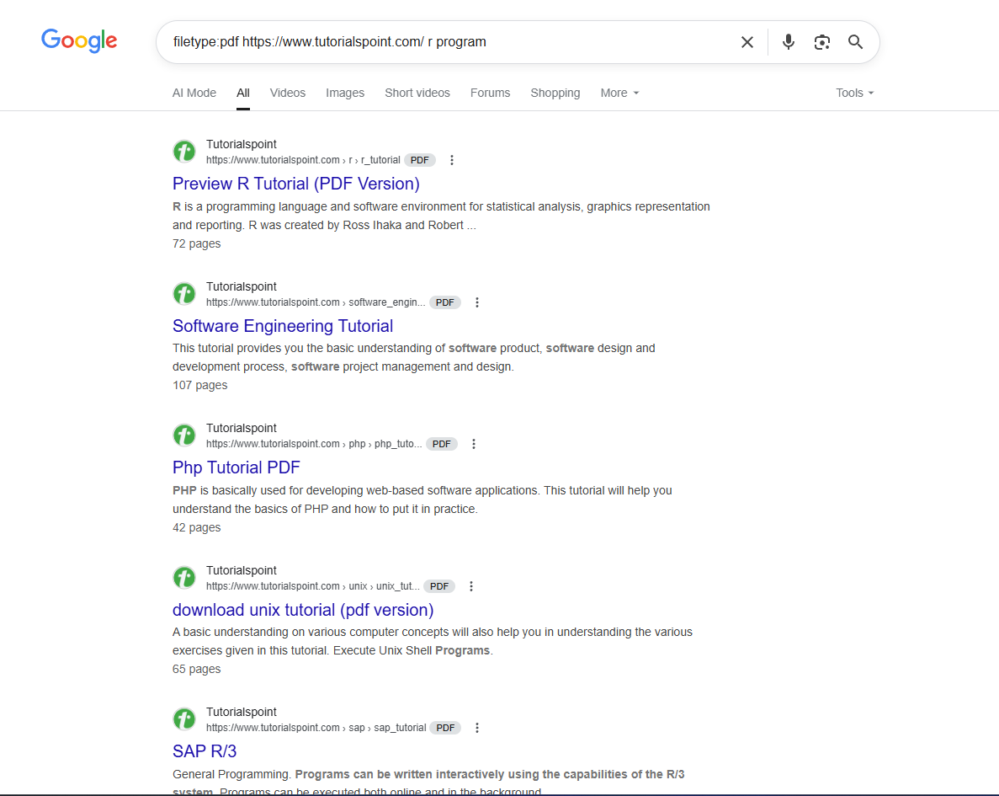 Google
filetype:pdf https://www.tutorialspoint.com/ r program
AI Mode All Videos Images Short videos Forums Shopping More Tools
Tutorialspoint
https://www.tutorialspoint.com › r › r_tutorial PDF
Preview R Tutorial (PDF Version)
R is a programming language and software environment for statistical analysis, graphics representation
and reporting. R was created by Ross Ihaka and Robert ...
72 pages
Tutorialspoint
https://www.tutorialspoint.com › software_engin... PDF
Software Engineering Tutorial
This tutorial provides you the basic understanding of software product, software design and
development process, software project management and design.
107 pages
Tutorialspoint
https://www.tutorialspoint.com › php › php_tuto... PDF
Php Tutorial PDF
PHP is basically used for developing web-based software applications. This tutorial will help you
understand the basics of PHP and how to put it in practice.
42 pages
Tutorialspoint
https://www.tutorialspoint.com › unix › unix_tut... PDF
download unix tutorial (pdf version)
A basic understanding on various computer concepts will also help you in understanding the various
exercises given in this tutorial. Execute Unix Shell Programs.
65 pages
Tutorialspoint
https://www.tutorialspoint.com › sap › sap_tutorial PDF
SAP R/3
General Programming. Programs can be written interactively using the capabilities of the R/3
system. Programs can be executed both online and in the background.